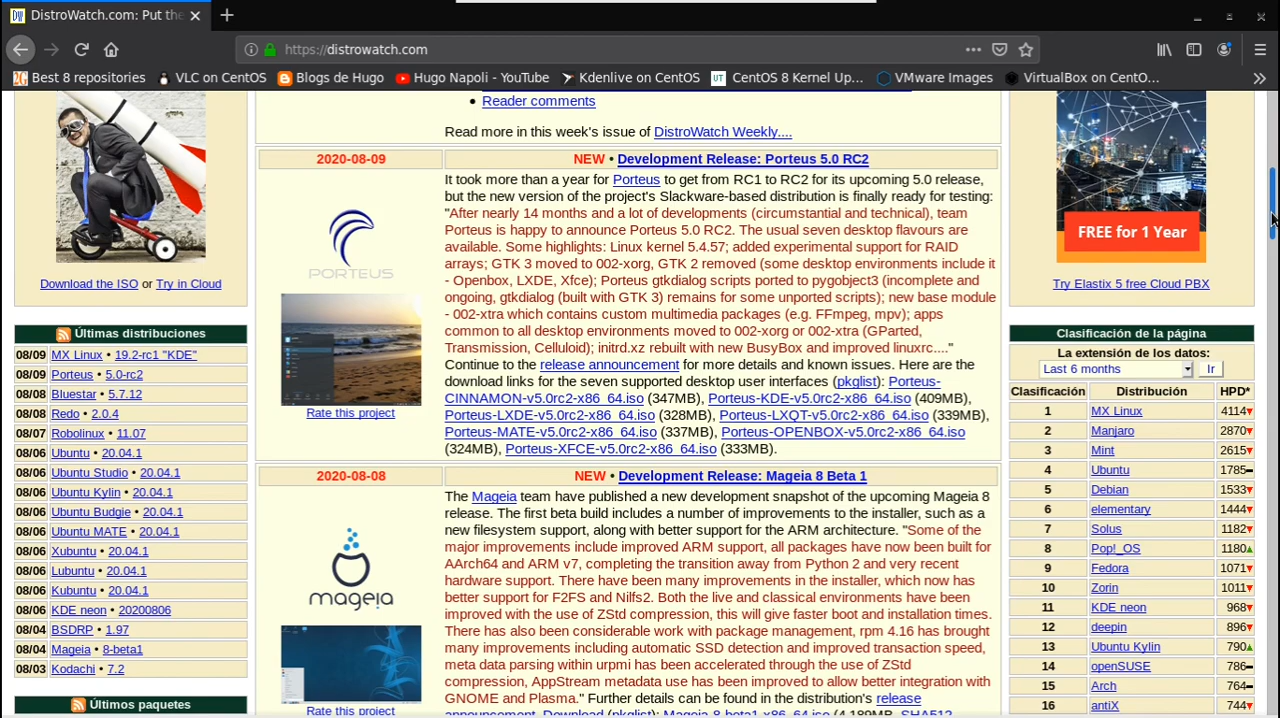 DistroWatch.com: Put the
https://distrowatch.com
Best 8 repositories
VLC on CentOS
Blogs de Hugo
Hugo Napoli - YouTube
Kdenlive on CentOS
CentOS 8 Kernel Up…
VMware Images
VirtualBox on CentO…
Download the ISO or Try in Cloud
Últimas distribuciones
08/09 MX Linux • 19.2-rc1 "KDE"
08/09 Porteus • 5.0-rc2
08/08 Bluestar • 5.7.12
08/08 Redo • 2.0.4
08/07 Robolinux • 11.07
08/06 Ubuntu • 20.04.1
08/06 Ubuntu Studio • 20.04.1
08/06 Ubuntu Kylin • 20.04.1
08/06 Ubuntu Budgie • 20.04.1
08/06 Ubuntu MATE • 20.04.1
08/06 Xubuntu • 20.04.1
08/06 Lubuntu • 20.04.1
08/06 Kubuntu • 20.04.1
08/06 KDE neon • 20200806
08/04 BSDRP • 1.97
08/04 Mageia • 8-beta1
08/03 Kodachi • 7.2
Últimos paquetes
• Reader comments
Read more in this week's issue of DistroWatch Weekly....
2020-08-09
NEW • Development Release: Porteus 5.0 RC2
PORTEUS
Rate this project
It took more than a year for Porteus to get from RC1 to RC2 for its upcoming 5.0 release,
but the new version of the project's Slackware-based distribution is finally ready for testing:
"After nearly 14 months and a lot of developments (circumstantial and technical), team
Porteus is happy to announce Porteus 5.0 RC2. The usual seven desktop flavours are
available. Some highlights: Linux kernel 5.4.57; added experimental support for RAID
arrays; GTK 3 moved to 002-xorg, GTK 2 removed (some desktop environments include it
- Openbox, LXDE, Xfce); Porteus gtkdialog scripts ported to pygobject3 (incomplete and
ongoing, gtkdialog (built with GTK 3) remains for some unported scripts); new base module
- 002-xtra which contains custom multimedia packages (e.g. FFmpeg, mpv); apps
common to all desktop environments moved to 002-xorg or 002-xtra (GParted,
Transmission, Celluloid); initrd.xz rebuilt with new BusyBox and improved linuxrc...."
Continue to the release announcement for more details and known issues. Here are the
download links for the seven supported desktop user interfaces (pkglist): Porteus-
CINNAMON-v5.0rc2-x86_64.iso (347MB), Porteus-KDE-v5.0rc2-x86_64.iso (409MB),
Porteus-LXDE-v5.0rc2-x86_64.iso (328MB), Porteus-LXQT-v5.0rc2-x86_64.iso (339MB),
Porteus-MATE-v5.0rc2-x86_64.iso (337MB), Porteus-OPENBOX-v5.0rc2-x86_64.iso
(324MB), Porteus-XFCE-v5.0rc2-x86_64.iso (333MB).
2020-08-08
NEW • Development Release: Mageia 8 Beta 1
mageia
Rate this project
The Mageia team have published a new development snapshot of the upcoming Mageia 8
release. The first beta build includes a number of improvements to the installer, such as a
new filesystem support, along with better support for the ARM architecture. "Some of the
major improvements include improved ARM support, all packages have now been built for
AArch64 and ARM v7, completing the transition away from Python 2 and very recent
hardware support. There have been many improvements in the installer, which now has
better support for F2FS and Nilfs2. Both the live and classical environments have been
improved with the use of ZStd compression, this will give faster boot and installation times.
There has also been considerable work with package management, rpm 4.16 has brought
many improvements including automatic SSD detection and improved transaction speed,
meta data parsing within urpmi has been accelerated through the use of ZStd
compression, AppStream metadata use has been improved to allow better integration with
GNOME and Plasma." Further details can be found in the distribution's release
announcement. Download (pkglist): Mageia-8-beta1-x86_64.iso (4,189MB, SHA512,
FREE for 1 Year
Try Elastix 5 free Cloud PBX
Clasificación de la página
La extensión de los datos:
Last 6 months Ir
Clasificación Distribución HPD*
1 MX Linux 4114
2 Manjaro 2870
3 Mint 2615
4 Ubuntu 1785
5 Debian 1533
6 elementary 1444
7 Solus 1182
8 Pop!_OS 1180
9 Fedora 1071
10 Zorin 1011
11 KDE neon 968
12 deepin 896
13 Ubuntu Kylin 790
14 openSUSE 786
15 Arch 764
16 antiX 744